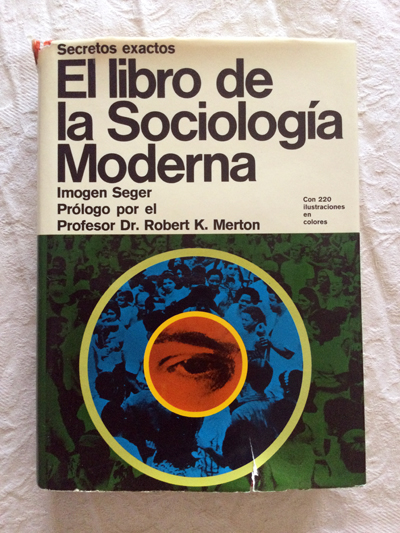 Secretos exactos
El libro de
la Sociología
Moderna
Imogen Seger
Prólogo por el
Profesor Dr. Robert K. Merton
Con 220
ilustraciones
en
colores